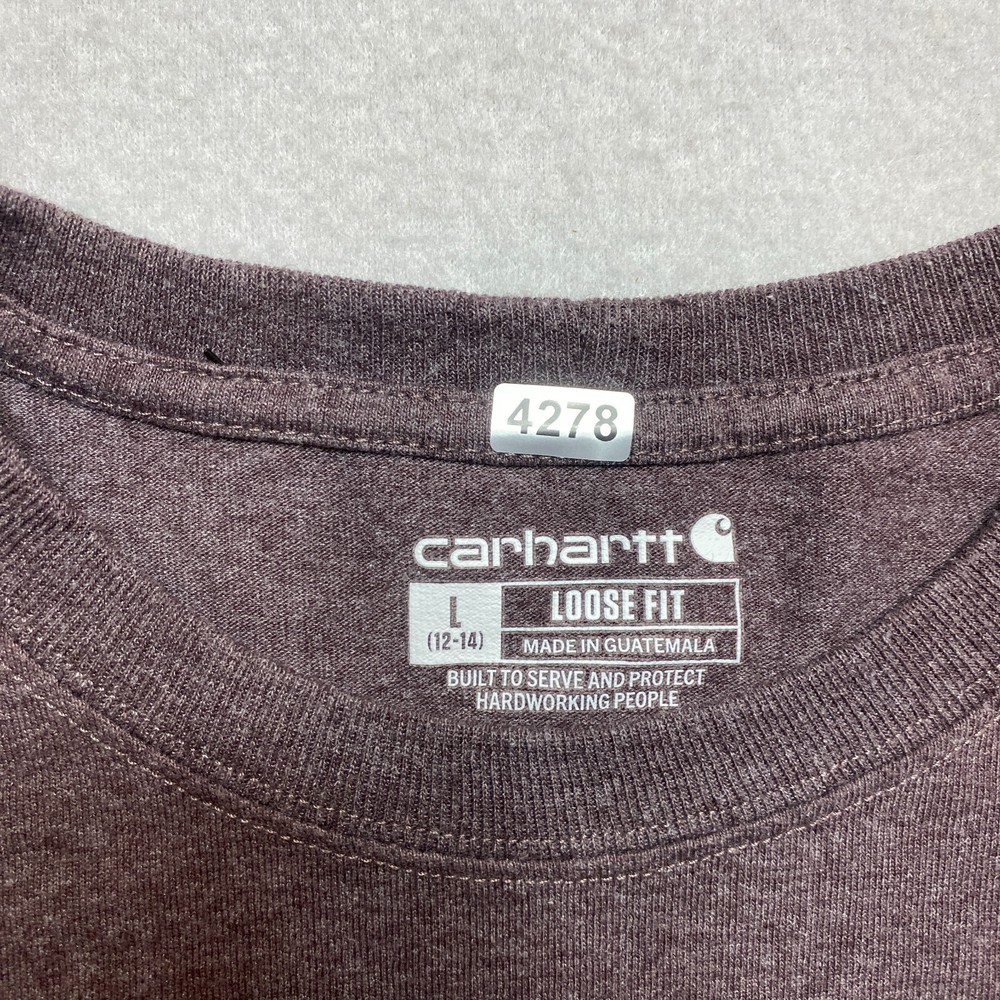 4278
carhartt
L
(12-14)
LOOSE FIT
MADE IN GUATEMALA
BUILT TO SERVE AND PROTECT
HARDWORKING PEOPLE